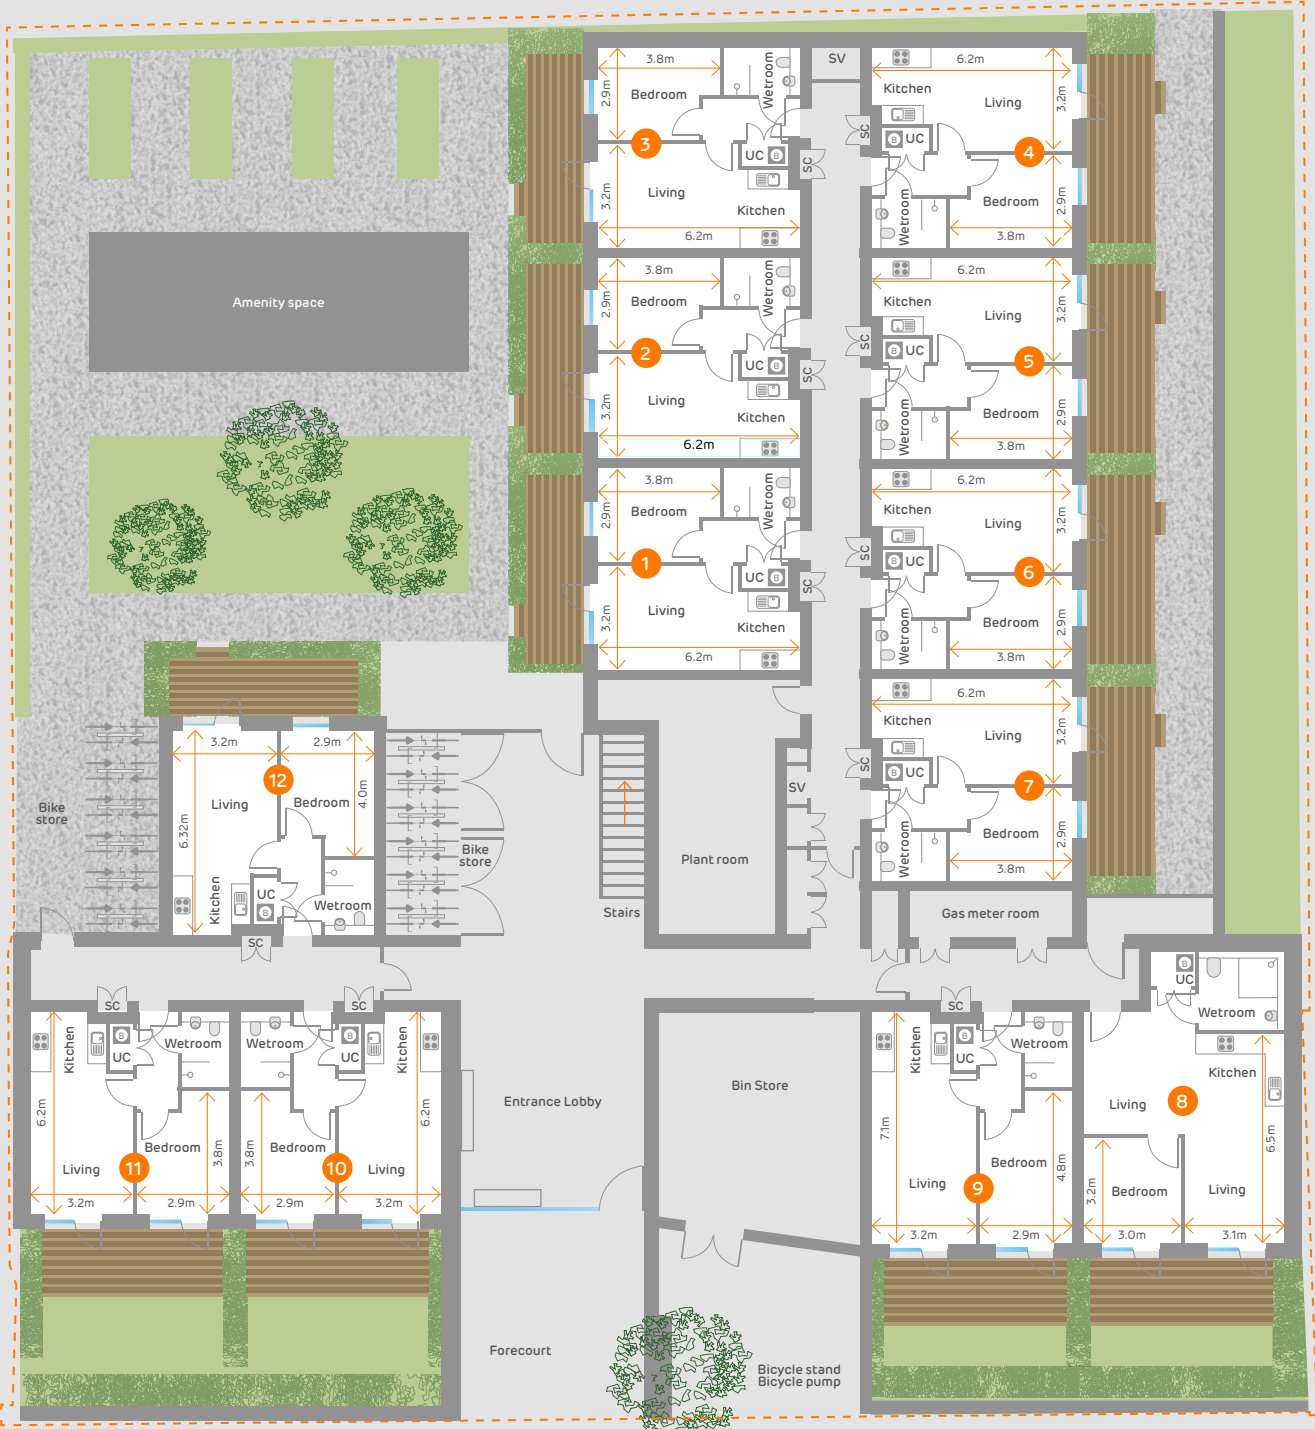 3.8m
2.9m
Bedroom
Wetroom
3
UC
B
SC
3.2m
Living
Kitchen
6.2m
SV
6.2m
Kitchen
Living
3.2m
SC
B
UC
4
Wetroom
Bedroom
2.9m
3.8m
Amenity space
3.8m
2.9m
Bedroom
Wetroom
2
UC
B
SC
3.2m
Living
Kitchen
6.2m
6.2m
Kitchen
Living
3.2m
SC
B
UC
5
Wetroom
Bedroom
2.9m
3.8m
3.8m
2.9m
Bedroom
Wetroom
1
UC
B
SC
3.2m
Living
Kitchen
6.2m
6.2m
Kitchen
Living
3.2m
SC
B
UC
6
Wetroom
Bedroom
2.9m
3.8m
6.2m
Kitchen
Living
3.2m
SC
B
UC
7
Wetroom
Bedroom
2.9m
3.8m
3.2m
2.9m
12
Living
Bedroom
4.0m
6.32m
Kitchen
UC
B
Wetroom
SC
Bike
store
Bike
store
Stairs
Plant room
SV
Gas meter room
SC
Kitchen
B
UC
Wetroom
6.2m
Bedroom
3.8m
11
Living
3.2m
2.9m
SC
Wetroom
B
UC
Kitchen
6.2m
3.8m
Bedroom
10
Living
2.9m
3.2m
Entrance Lobby
Bin Store
SC
Kitchen
B
UC
Wetroom
7.1m
Bedroom
4.8m
9
Living
3.2m
2.9m
B
UC
Wetroom
Kitchen
8
Living
6.5m
3.2m
Bedroom
Living
3.0m
3.1m
Forecourt
Bicycle stand
Bicycle pump